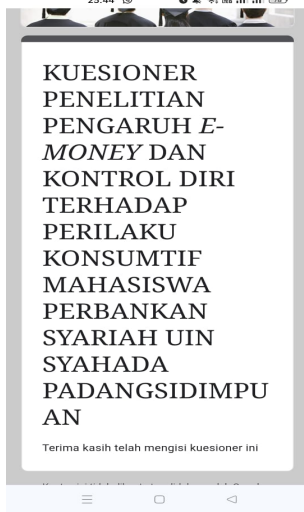 KUESIONER
PENELITIAN
PENGARUH E-
MONEY DAN
KONTROL DIRI
TERHADAP
PERILAKU
KONSUMTIF
MAHASISWA
PERBANKAN
SYARIAH UIN
SYAHADA
PADANGSIDIMPU
AN
Terima kasih telah mengisi kuesioner ini